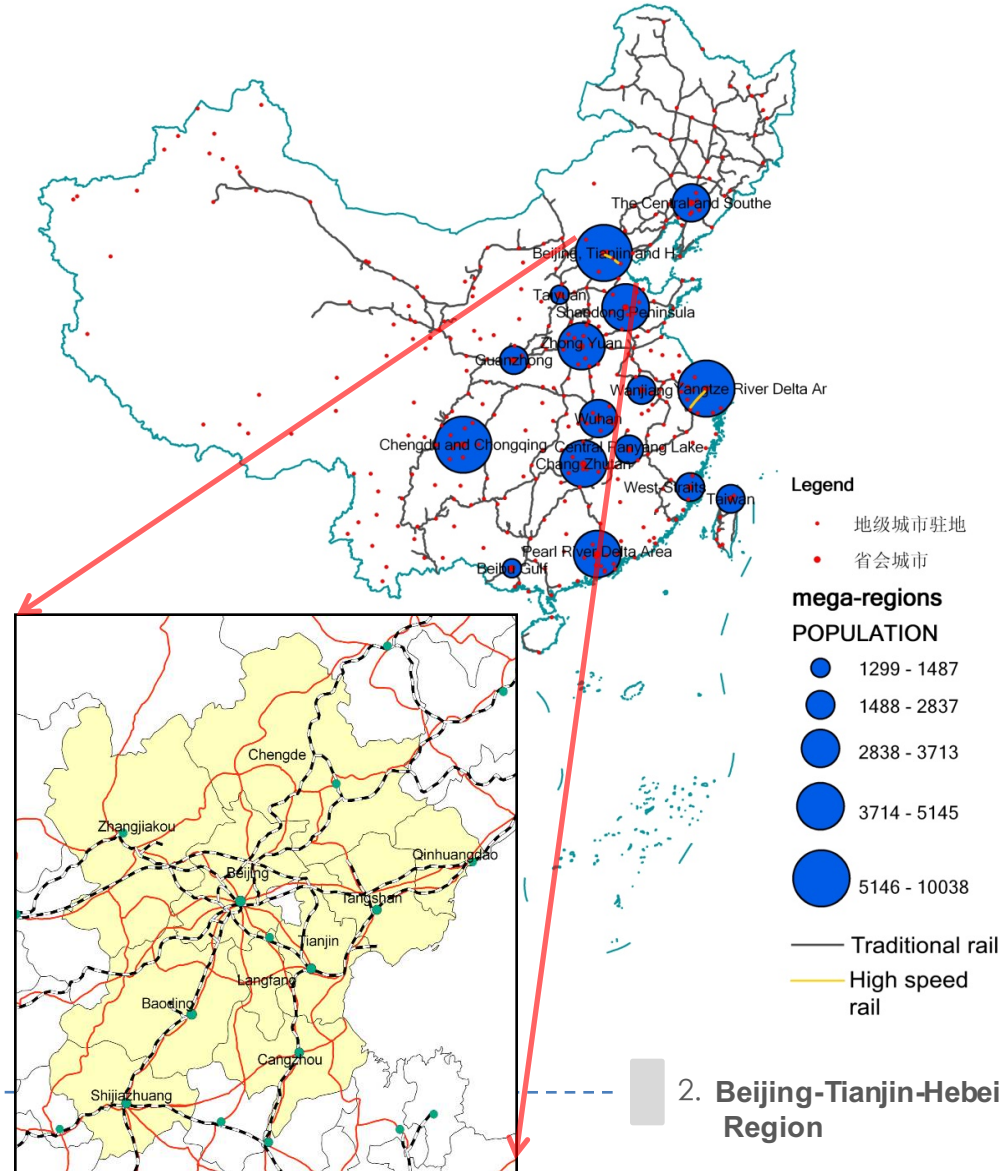 The Central and Southe
Beijing, Tianjin and H
Taiyuan
Shandong Peninsula
Zhong Yuan
Guanzhong
Wanjiang
Yangtze River Delta Ar
Wuhan
Chengdu and Chongqing
Central Panyang Lake
Chang Zhutan
West Straits
Taiwan
Pearl River Delta Area
Beibu Gulf
Legend
地级城市驻地
省会城市
mega-regions
POPULATION
1299 - 1487
1488 - 2837
2838 - 3713
3714 - 5145
5146 - 10038
Traditional rail
High speed
rail
Chengde
Zhangjiakou
Beijing
Qinhuangdao
Tangshan
Tianjin
Langfang
Baoding
Cangzhou
Shijiazhuang
2. Beijing-Tianjin-Hebei
Region